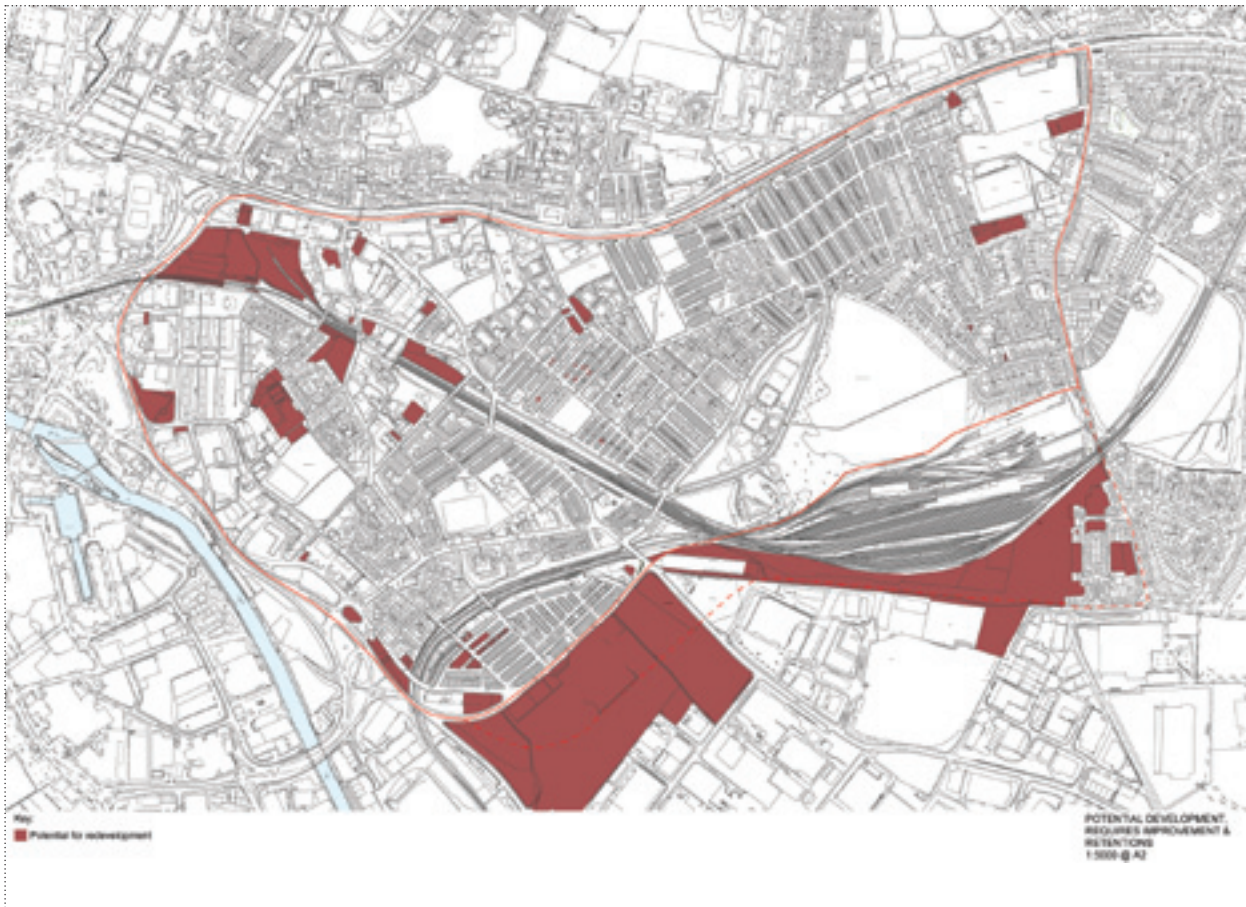 Key:
Potential for redevelopment
POTENTIAL DEVELOPMENT,
REQUIRES IMPROVEMENT &
RETENTIONS
1:5000 @ A2